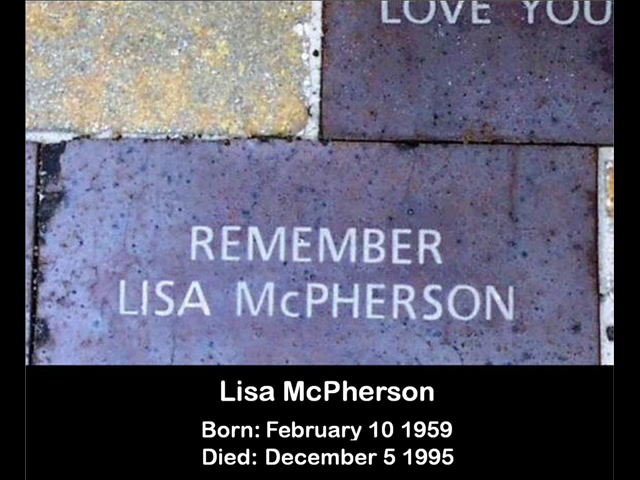 LOVE YOU
REMEMBER
LISA McPHERSON
Lisa McPherson
Born: February 10 1959
Died: December 5 1995